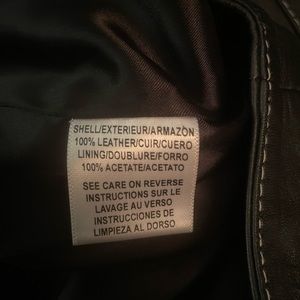 SHELL/EXTERIEUR/ARMAZÒN
100% LEATHER/CUIR/CUERO
LINING/DOUBLURE/FORRO
100% ACETATE/ACETATO
SEE CARE ON REVERSE
INSTRUCTIONS SUR LE
LAVAGE AU VERSO
INSTRUCCIONES DE
LIMPIEZA AL DORSO